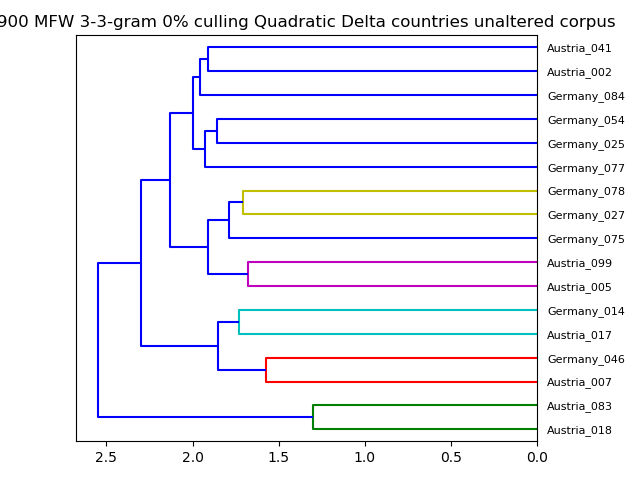 900 MFW 3-3-gram 0% culling Quadratic Delta countries unaltered corpus
Austria_041
Austria_002
Germany_084
Germany_054
Germany_025
Germany_077
Germany_078
Germany_027
Germany_075
Austria_099
Austria_005
Germany_014
Austria_017
Germany_046
Austria_007
Austria_083
Austria_018
2.5 2.0 1.5 1.0 0.5 0.0